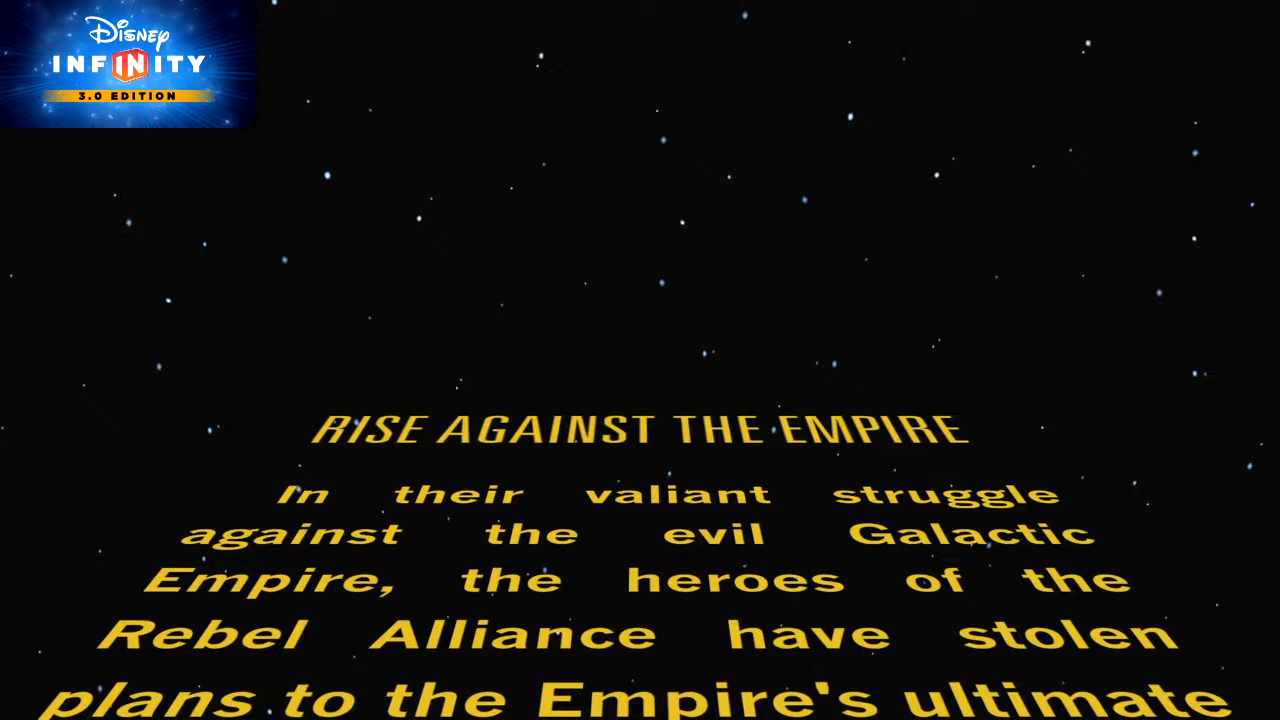 Disney
INFINITY
3.0 EDITION
RISE AGAINST THE EMPIRE
In their valiant struggle
against the evil Galactic
Empire, the heroes of the
Rebel Alliance have stolen
plans to the Empire's ultimate